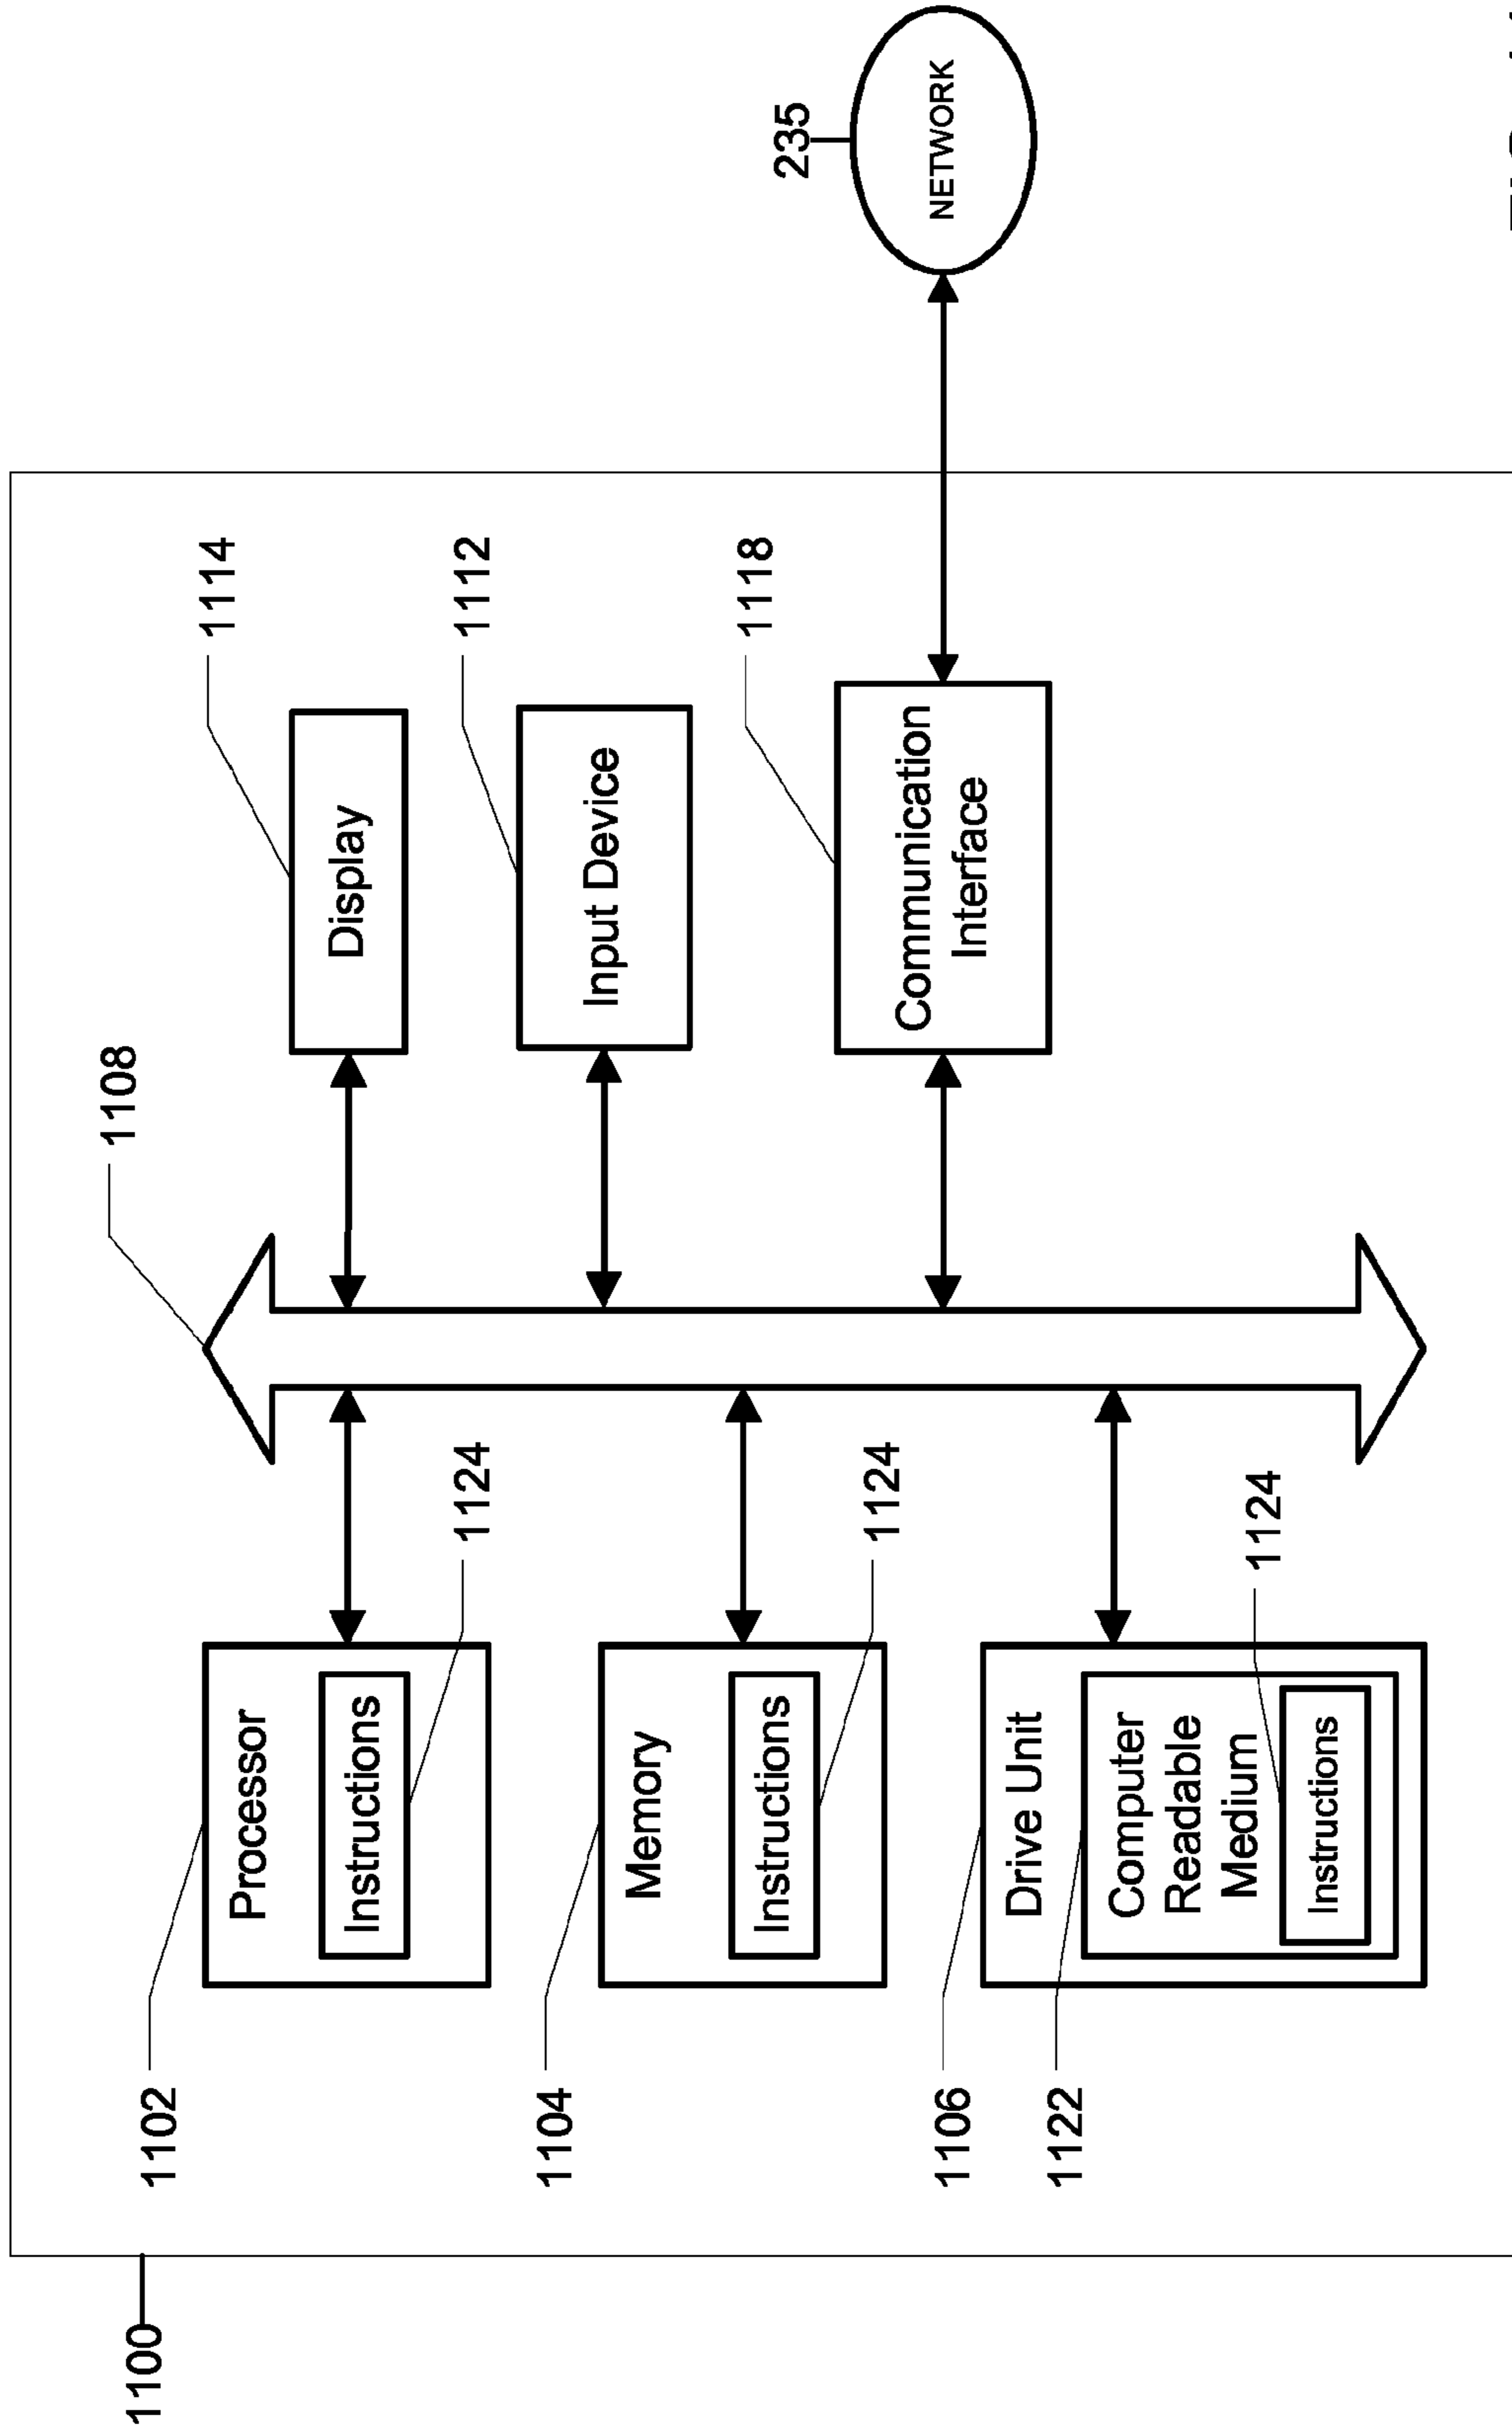 1100
1108
1102
Processor
Instructions
1124
1114
Display
1112
Input Device
1104
Memory
Instructions
1124
1118
Communication
Interface
235
NETWORK
1106
1122
Drive Unit
Computer
Readable
Medium
Instructions
1124